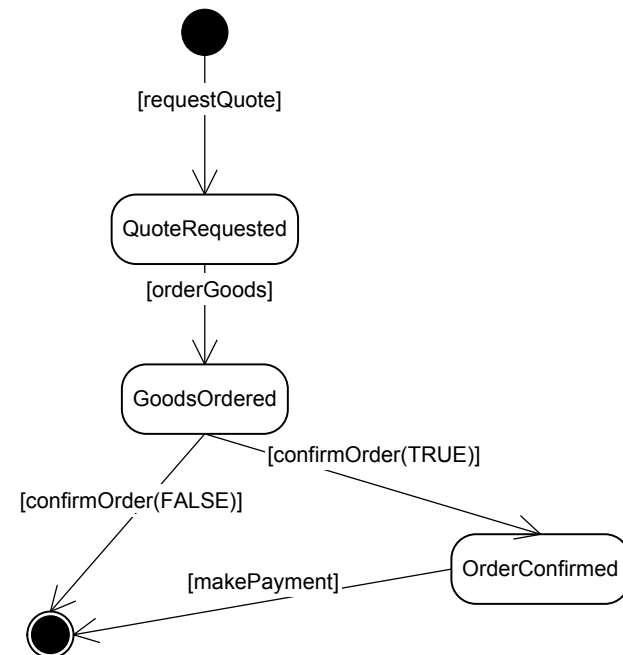 [requestQuote]
QuoteRequested
[orderGoods]
GoodsOrdered
[confirmOrder(TRUE)]
[confirmOrder(FALSE)]
OrderConfirmed
[makePayment]